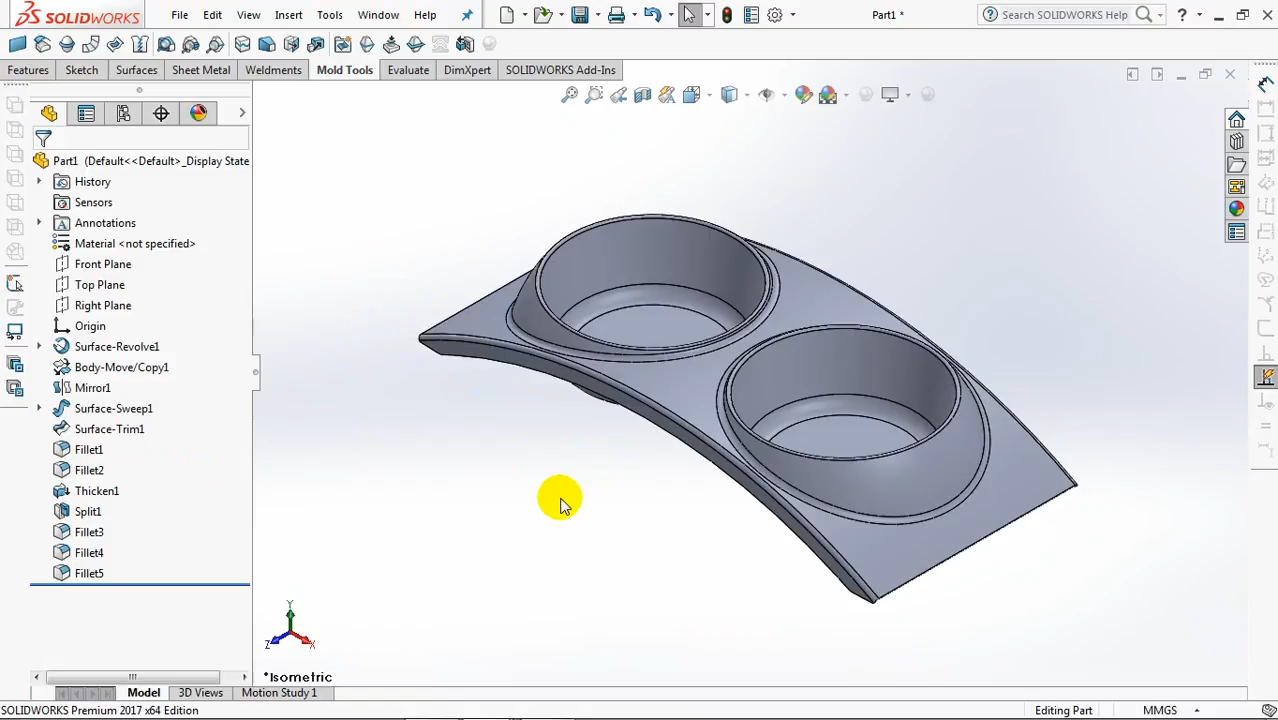 SOLIDWORKS File Edit View Insert Tools Window Help Part1 * Search SOLIDWORKS Help ?
Features Sketch Surfaces Sheet Metal Weldments Mold Tools Evaluate DimXpert SOLIDWORKS Add-Ins
Part1 (Default<<Default>_Display State
History
Sensors
Annotations
Material <not specified>
Front Plane
Top Plane
Right Plane
Origin
Surface-Revolve1
Body-Move/Copy1
Mirror1
Surface-Sweep1
Surface-Trim1
Fillet1
Fillet2
Thicken1
Split1
Fillet3
Fillet4
Fillet5
Y
Z X
*Isometric
Model 3D Views Motion Study 1
SOLIDWORKS Premium 2017 x64 Edition Editing Part MMGS